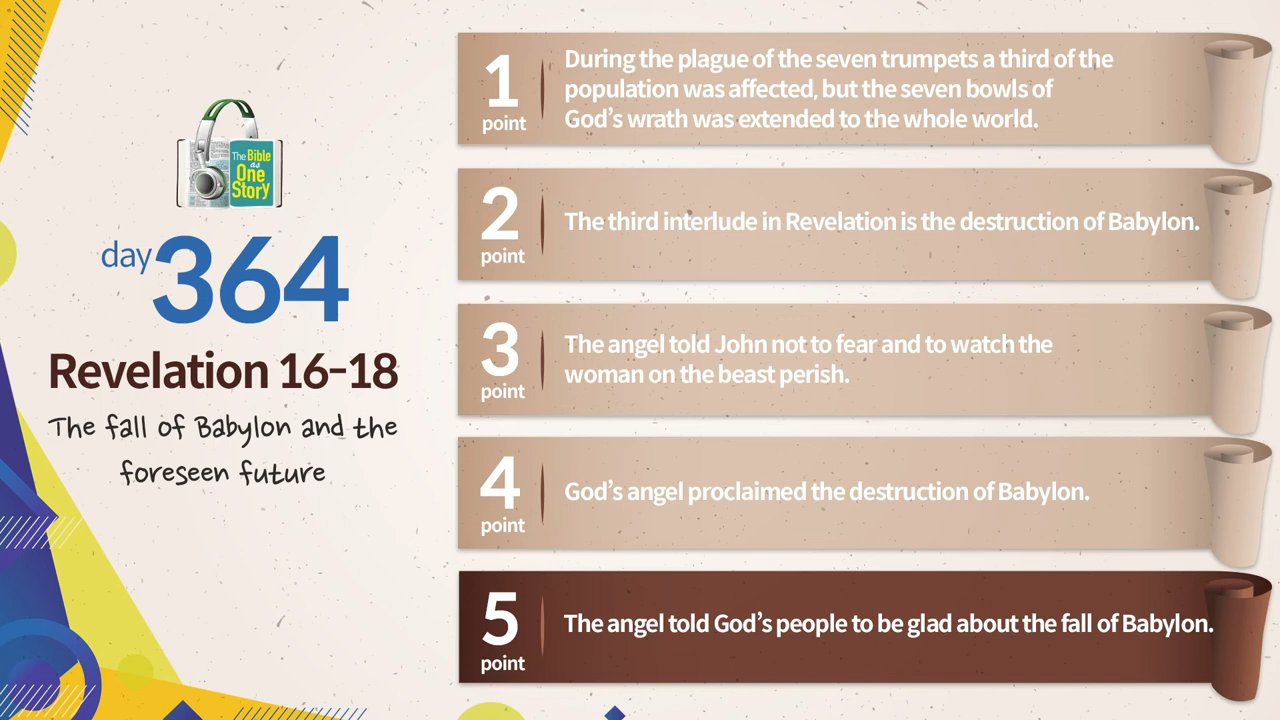 The Bible
as
One
Story
day 364
Revelation 16-18
The fall of Babylon and the
foreseen future
1
point
During the plague of the seven trumpets a third of the
population was affected, but the seven bowls of
God's wrath was extended to the whole world.
2
point
The third interlude in Revelation is the destruction of Babylon.
3
point
The angel told John not to fear and to watch the
woman on the beast perish.
4
point
God's angel proclaimed the destruction of Babylon.
5
point
The angel told God's people to be glad about the fall of Babylon.